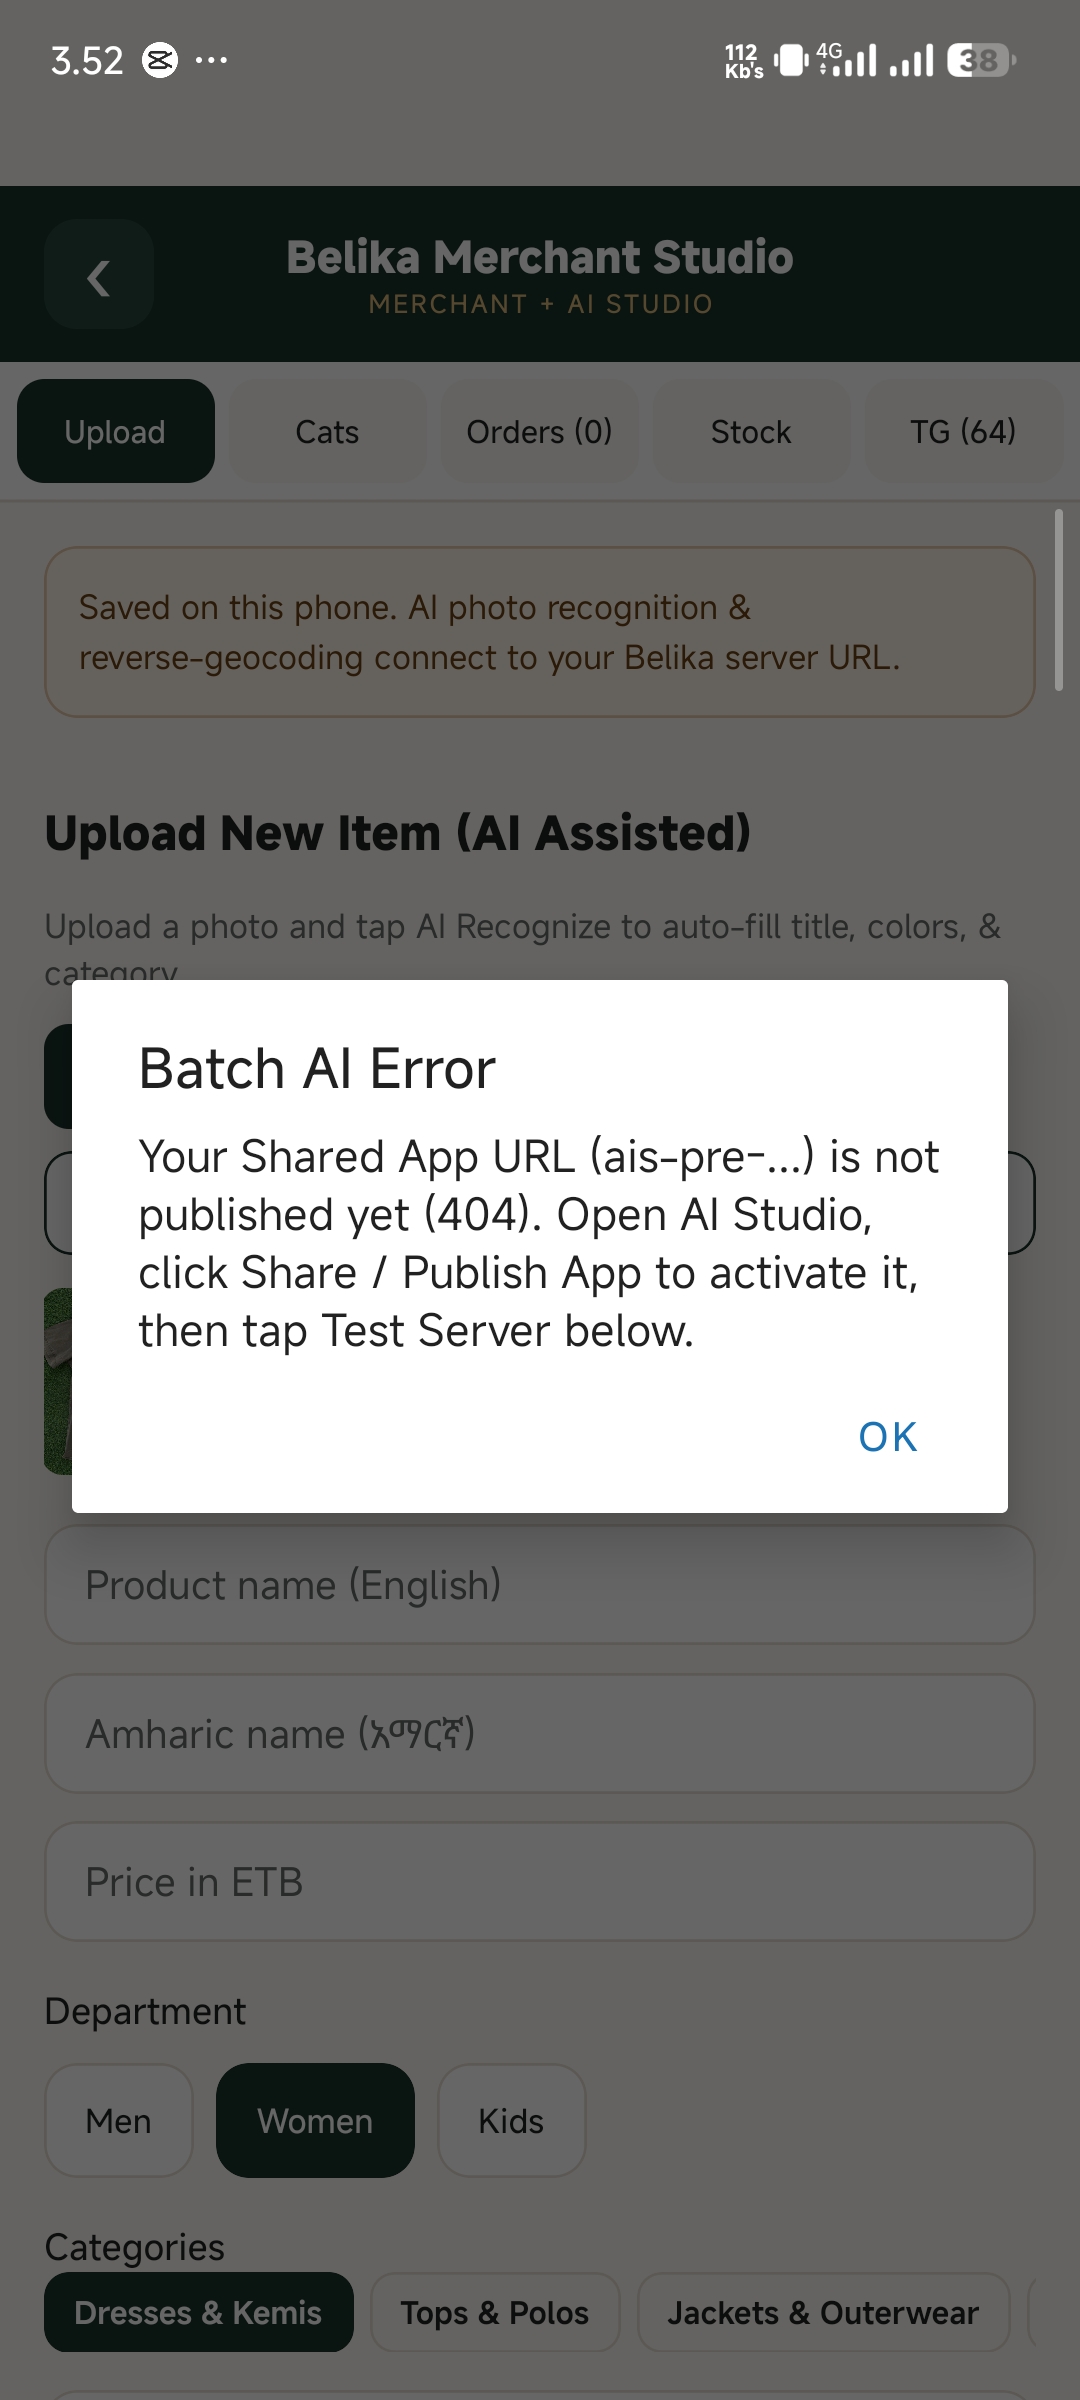 3.52
112
Kb's
4G
38
Belika Merchant Studio
MERCHANT + AI STUDIO
Upload
Cats
Orders (0)
Stock
TG (64)
Saved on this phone. AI photo recognition &
reverse-geocoding connect to your Belika server URL.
Upload New Item (AI Assisted)
Upload a photo and tap AI Recognize to auto-fill title, colors, &
category
Batch AI Error
Your Shared App URL (ais-pre-...) is not
published yet (404). Open AI Studio,
click Share / Publish App to activate it,
then tap Test Server below.
OK
Product name (English)
Amharic name (አማርኛ)
Price in ETB
Department
Men
Women
Kids
Categories
Dresses & Kemis
Tops & Polos
Jackets & Outerwear